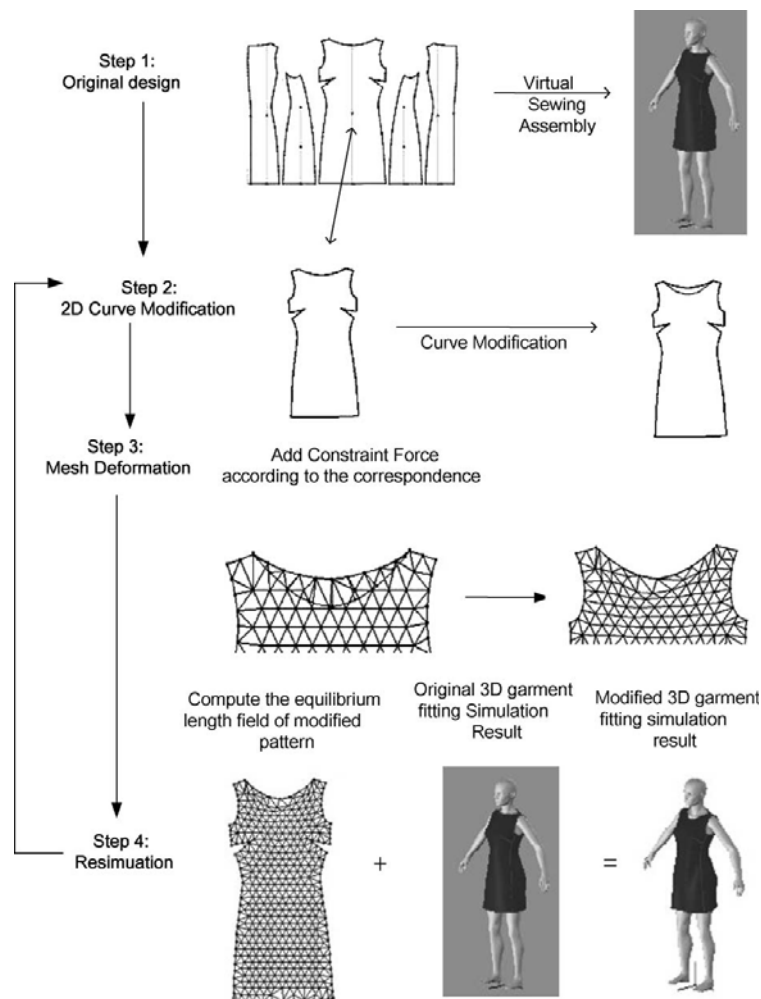 Step 1:
Original design
Virtual
Sewing
Assembly
Step 2:
2D Curve Modification
Curve Modification
Step 3:
Mesh Deformation
Add Constraint Force
according to the correspondence
Compute the equilibrium
length field of modified
pattern
Original 3D garment
fitting Simulation
Result
Modified 3D garment
fitting simulation
result
Step 4:
Resimuation
+
=